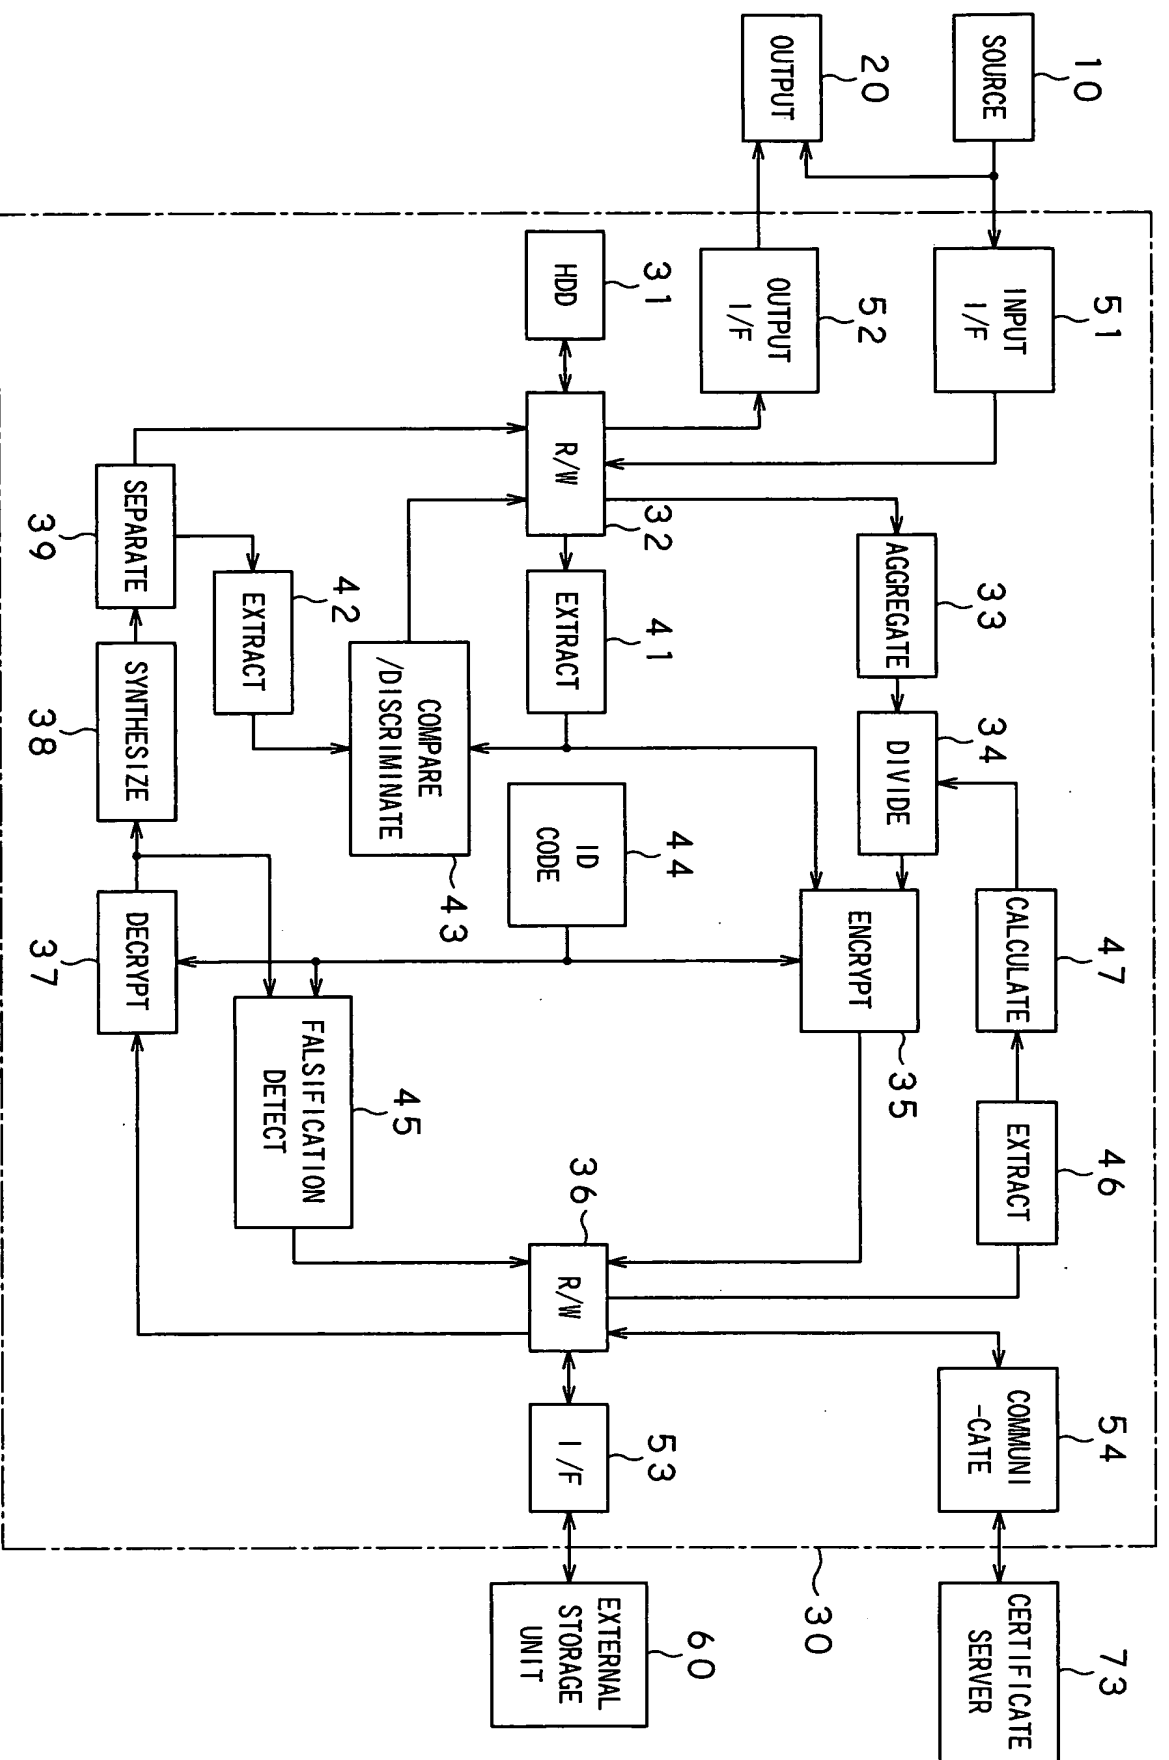 10
SOURCE
20
OUTPUT
51
INPUT
I/F
52
OUTPUT
I/F
31
HDD
32
R/W
33
AGGREGATE
34
DIVIDE
47
CALCULATE
46
EXTRACT
41
EXTRACT
42
EXTRACT
43
COMPARE
/DISCRIMINATE
44
ID
CODE
ENCRYPT
35
SEPARATE
39
SYNTHESIZE
38
DECRYPT
37
45
FALSIFICATION
DETECT
36
R/W
53
I/F
54
COMMUNI
-CATE
30
60
EXTERNAL
STORAGE
UNIT
73
CERTIFICATE
SERVER